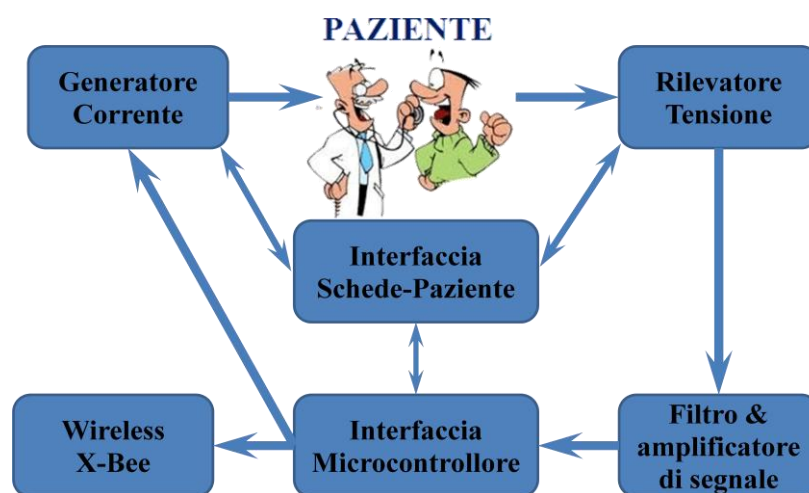 PAZIENTE
Generatore
Corrente
Rilevatore
Tensione
Interfaccia
Schede-Paziente
Wireless
X-Bee
Interfaccia
Microcontrollore
Filtro &
amplificatore
di segnale